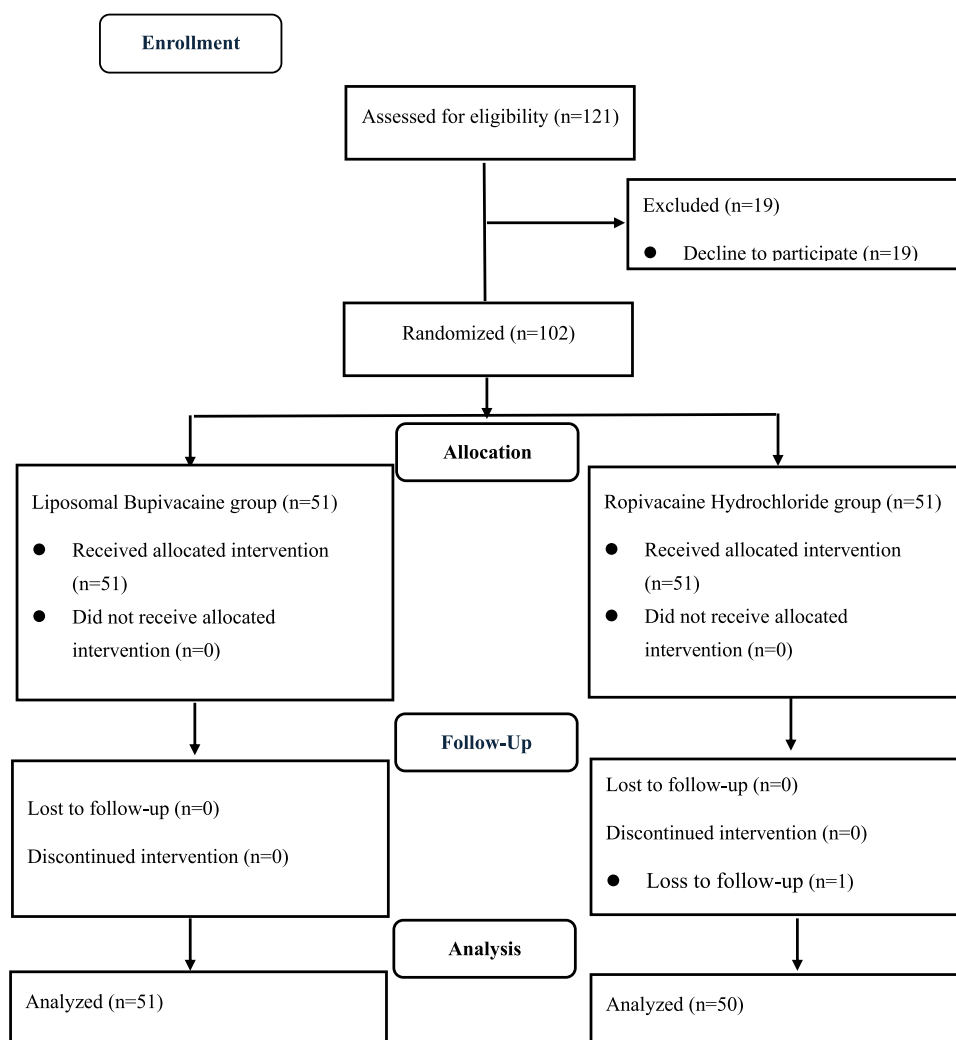 Enrollment
Assessed for eligibility (n=121)
Excluded (n=19)
● Decline to participate (n=19)
Randomized (n=102)
Allocation
Liposomal Bupivacaine group (n=51)
● Received allocated intervention
(n=51)
● Did not receive allocated
intervention (n=0)
Ropivacaine Hydrochloride group (n=51)
● Received allocated intervention
(n=51)
● Did not receive allocated
intervention (n=0)
Follow-Up
Lost to follow-up (n=0)
Discontinued intervention (n=0)
Lost to follow-up (n=0)
Discontinued intervention (n=0)
● Loss to follow-up (n=1)
Analysis
Analyzed (n=51)
Analyzed (n=50)